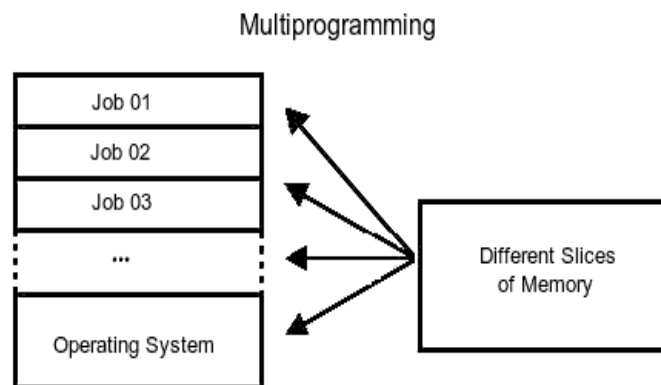 Multiprogramming
Job 01
Job 02
Job 03
...
Operating System
Different Slices
of Memory